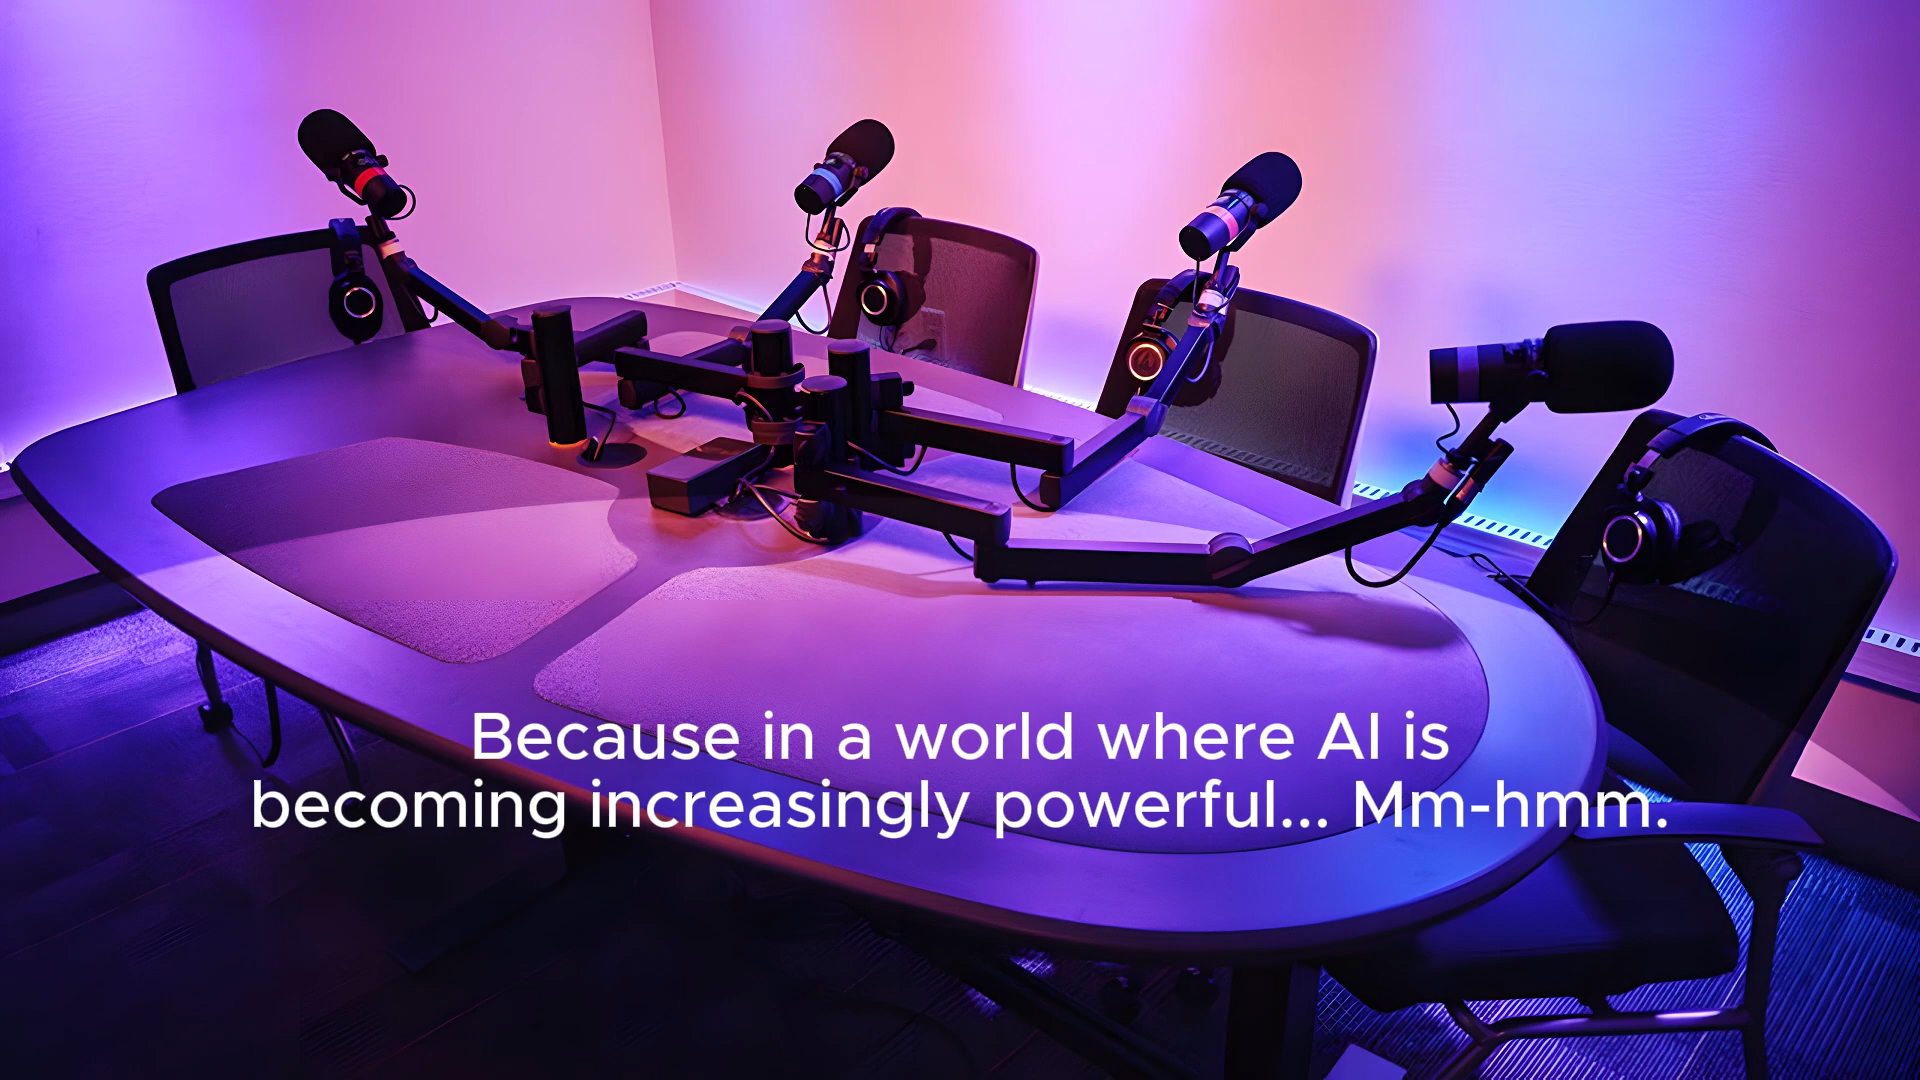 Because in a world where AI is
becoming increasingly powerful... Mm-hmm.